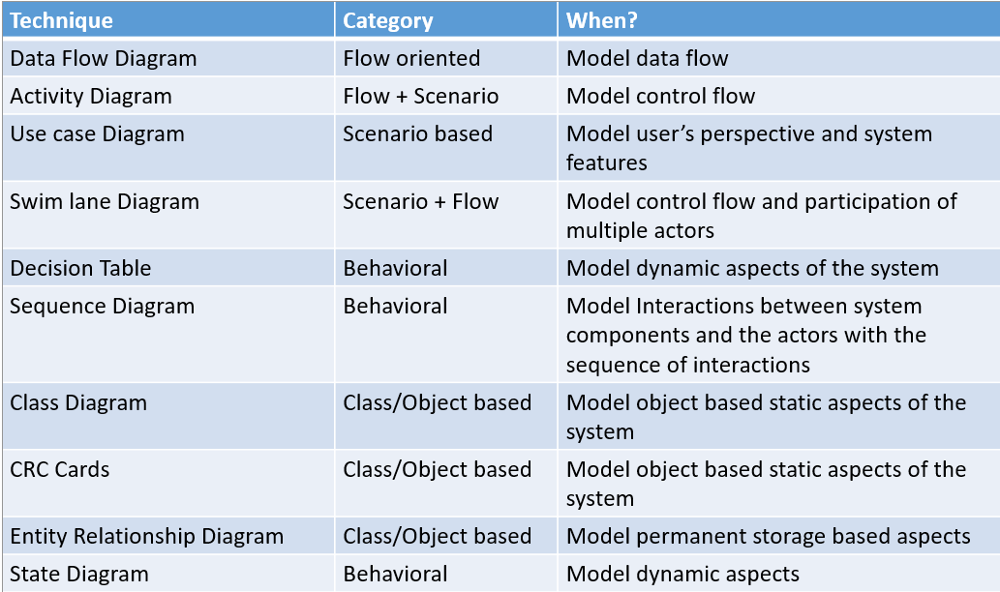 Technique Category When?
Data Flow Diagram Flow oriented Model data flow
Activity Diagram Flow + Scenario Model control flow
Use case Diagram Scenario based Model user’s perspective and system
features
Swim lane Diagram Scenario + Flow Model control flow and participation of
multiple actors
Decision Table Behavioral Model dynamic aspects of the system
Sequence Diagram Behavioral Model Interactions between system
components and the actors with the
sequence of interactions
Class Diagram Class/Object based Model object based static aspects of the
system
CRC Cards Class/Object based Model object based static aspects of the
system
Entity Relationship Diagram Class/Object based Model permanent storage based aspects
State Diagram Behavioral Model dynamic aspects